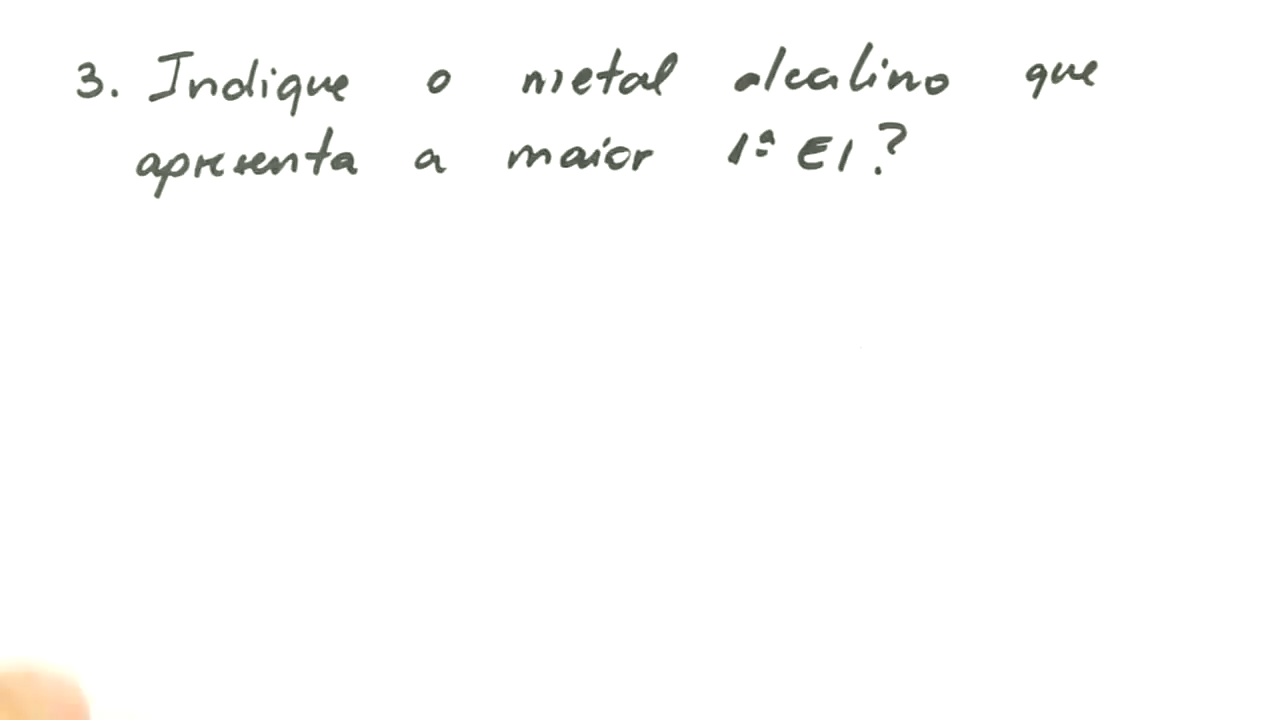 3. Indique o metal alcalino que
apresenta a maior 1ª EI?